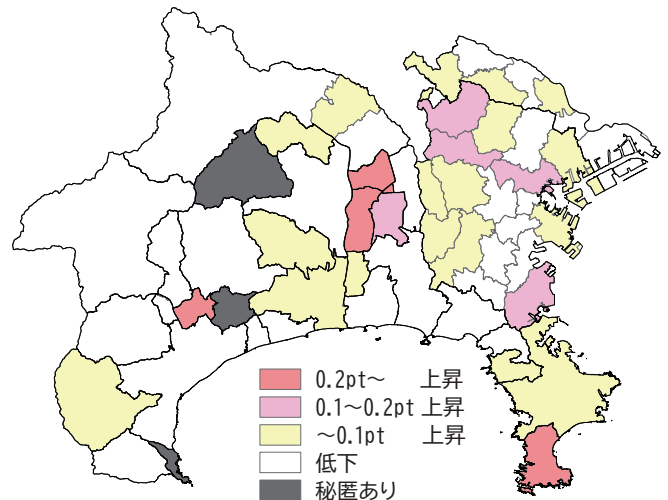 0.2pt～　上昇
0.1～0.2pt 上昇
～0.1pt　上昇
低下
秘匿あり